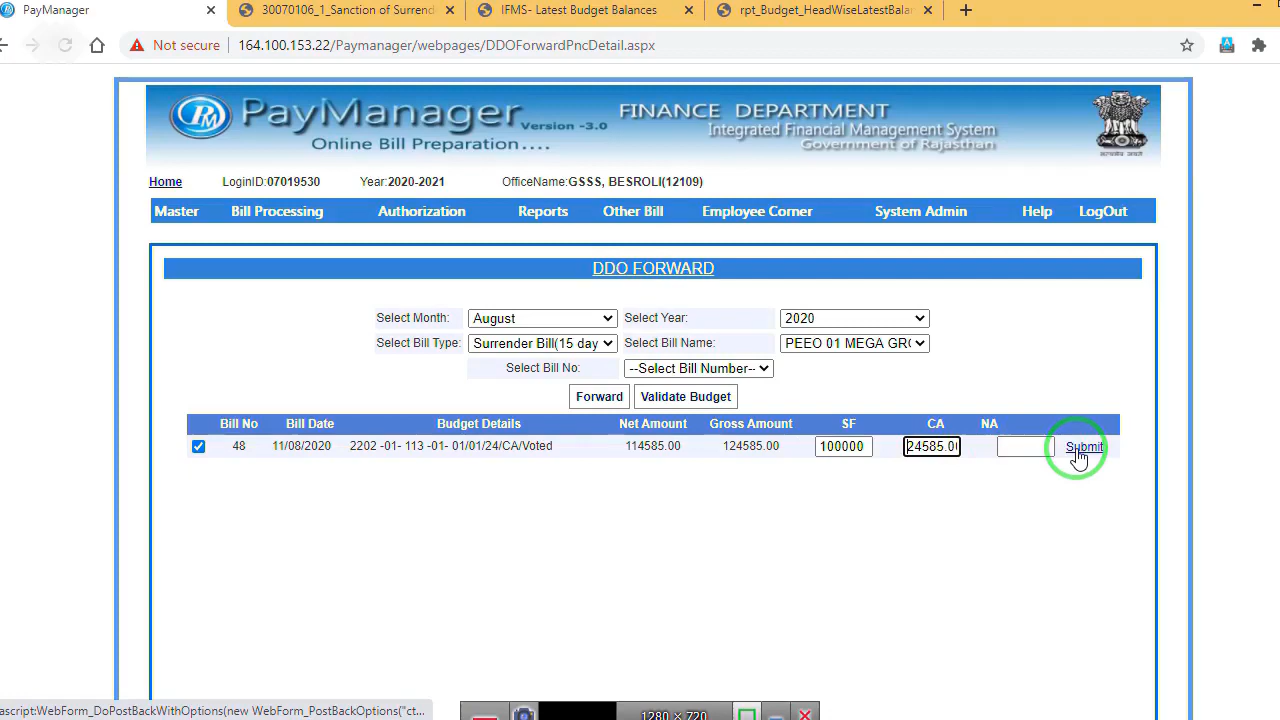 PayManager
30070106_1_Sanction of Surrend
IFMS- Latest Budget Balances
rpt_Budget_HeadWiseLatestBala
Not secure 164.100.153.22/Paymanager/webpages/DDOForwardPncDetail.aspx
PM PayManager Version -3.0
Online Bill Preparation....
FINANCE DEPARTMENT
Integrated Financial Management System
Government of Rajasthan
Home LoginID:07019530 Year:2020-2021 OfficeName:GSSS, BESROLI(12109)
Master Bill Processing Authorization Reports Other Bill Employee Corner System Admin Help LogOut
DDO FORWARD
Select Month: August Select Year: 2020
Select Bill Type: Surrender Bill(15 day Select Bill Name: PEEO 01 MEGA GR(
Select Bill No: --Select Bill Number--
Forward Validate Budget
Bill No Bill Date Budget Details Net Amount Gross Amount SF CA NA
48 11/08/2020 2202 -01- 113 -01- 01/01/24/CA/Voted 114585.00 124585.00 100000 24585.00 Submit
ascript:WebForm_DoPostBackWithOptions(new WebForm_PostBackOptions("ct...
1280 × 720